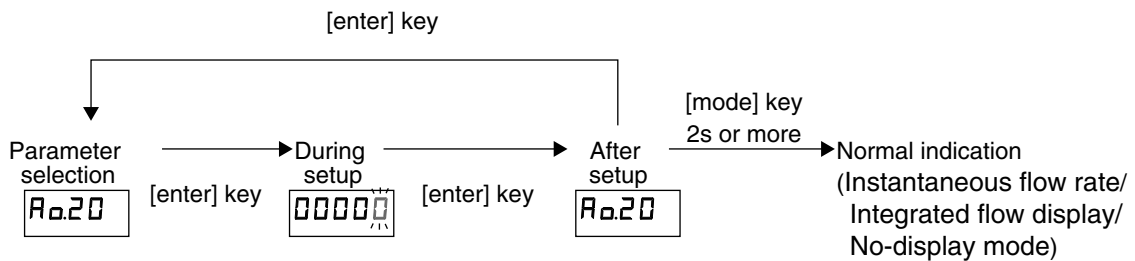 [enter] key
[mode] key
2s or more
Parameter
selection
Ao.20
[enter] key
During
setup
00000
[enter] key
After
setup
Ao.20
Normal indication
(Instantaneous flow rate/
Integrated flow display/
No-display mode)